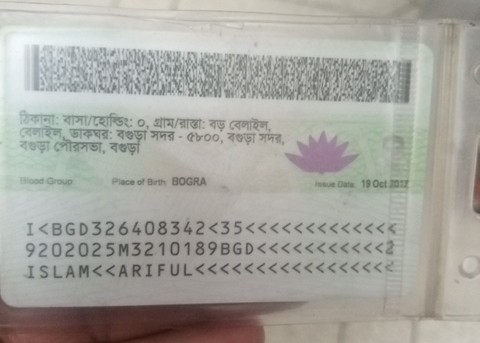 ঠিকানা: বাসা/হোল্ডিং: ০, গ্রাম/রাস্তা: বড় বেলাইল,
বেলাইল, ডাকঘর: বগুড়া সদর - ৫৮০০, বগুড়া সদর,
বগুড়া পৌরসভা, বগুড়া
Blood Group Place of Birth: BOGRA Issue Date: 19 Oct 2017
I<BGD326408342<35<<<<<<<<<<<<<
9202025M3210189BGD<<<<<<<<<<<2
ISLAM<<ARIFUL<<<<<<<<<<<<<<<<<